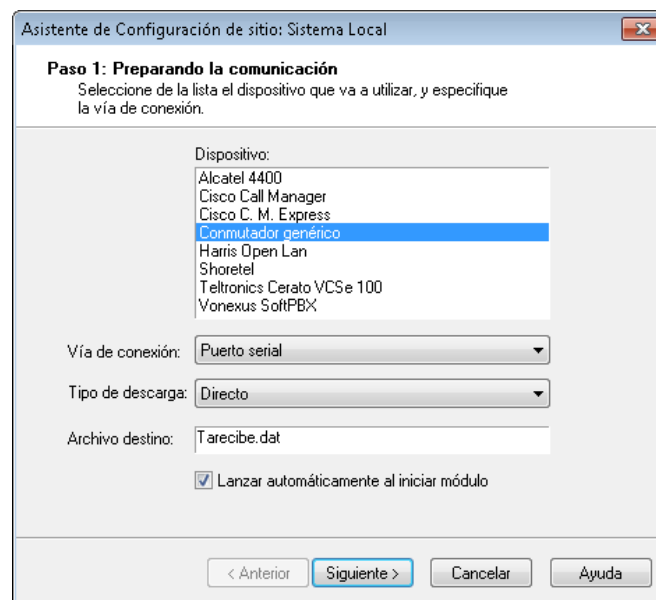 Asistente de Configuración de sitio: Sistema Local
Paso 1: Preparando la comunicación
Seleccione de la lista el dispositivo que va a utilizar, y especifique
la vía de conexión.
Dispositivo:
Alcatel 4400
Cisco Call Manager
Cisco C. M. Express
Conmutador genérico
Harris Open Lan
Shoretel
Teltronics Cerato VCSe 100
Vonexus SoftPBX
Vía de conexión: Puerto serial
Tipo de descarga: Directo
Archivo destino: Tarecibe.dat
Lanzar automáticamente al iniciar módulo
< Anterior Siguiente > Cancelar Ayuda